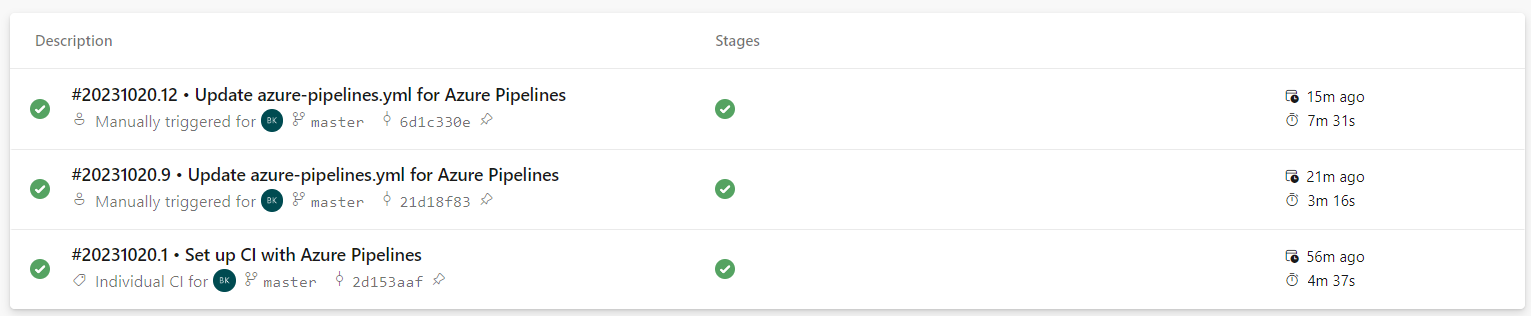 Description Stages
#20231020.12 • Update azure-pipelines.yml for Azure Pipelines
Manually triggered for BK master 6d1c330e
15m ago
7m 31s
#20231020.9 • Update azure-pipelines.yml for Azure Pipelines
Manually triggered for BK master 21d18f83
21m ago
3m 16s
#20231020.1 • Set up CI with Azure Pipelines
Individual CI for BK master 2d153aaf
56m ago
4m 37s